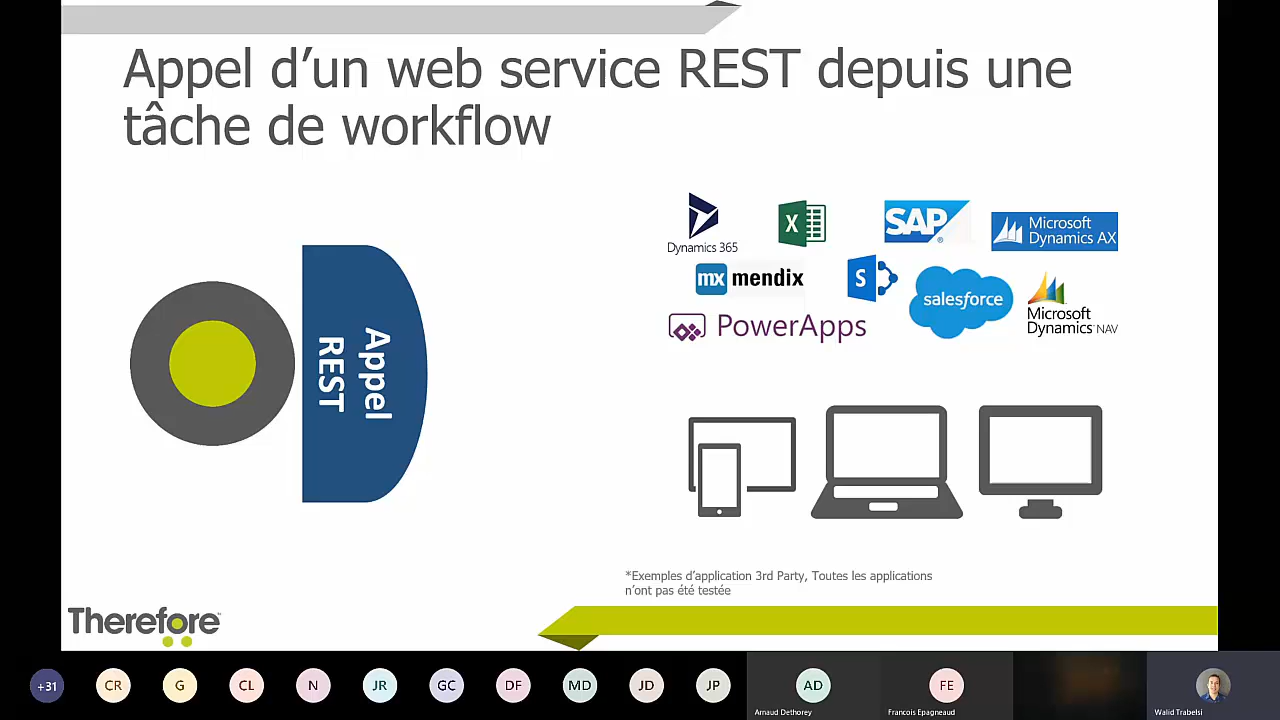 Appel d’un web service REST depuis une
tâche de workflow
Dynamics 365
X
SAP
®
Microsoft
Dynamics AX
mx mendix
S
salesforce
Microsoft
Dynamics NAV
PowerApps
Appel
REST
*Exemples d’application 3rd Party, Toutes les applications
n’ont pas été testée
Therefore™
+31
CR
G
CL
N
JR
GC
DF
MD
JD
JP
AD
FE
Arnaud Dethorey
Francois Epagneaud
Walid Trabelsi